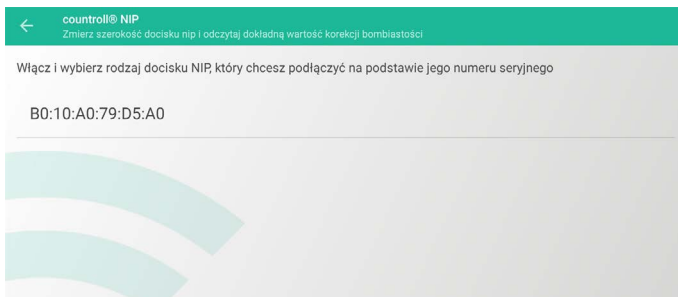 countroll® NIP
Zmierz szerokość docisku nip i odczytaj dokładną wartość korekcji bombiastości
Włącz i wybierz rodzaj docisku NIP, który chcesz podłączyć na podstawie jego numeru seryjnego
B0:10:A0:79:D5:A0